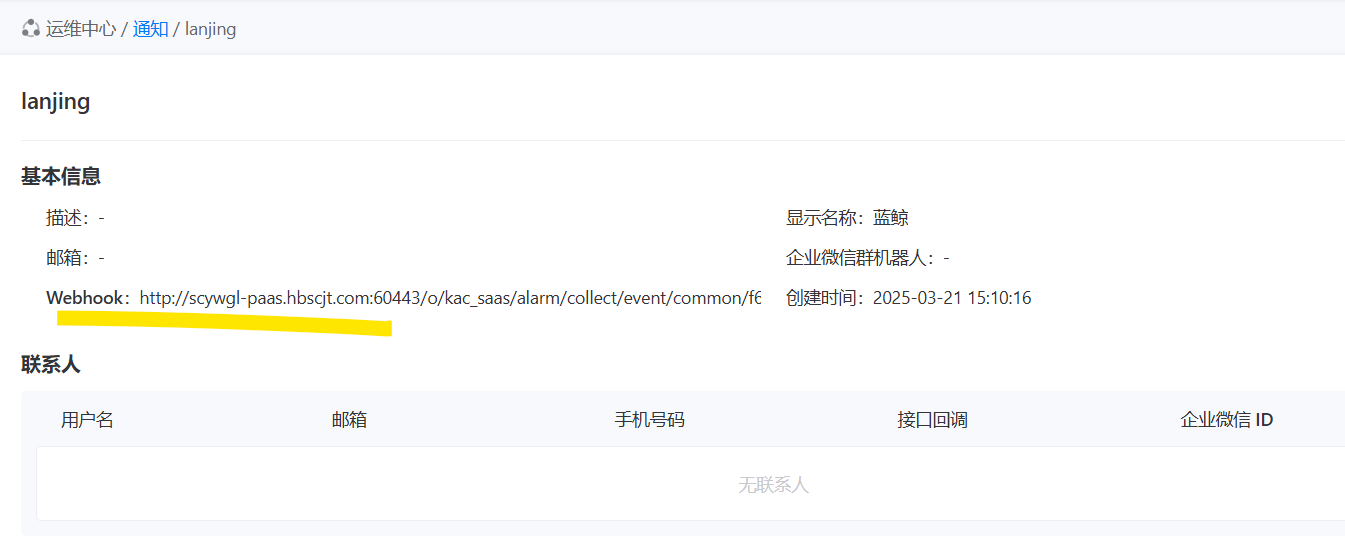 运维中心 / 通知 / lanjing
lanjing
基本信息
描述：-
显示名称：蓝鲸
邮箱：-
企业微信群机器人：-
Webhook：http://scywgl-paas.hbscjt.com:60443/o/kac_saas/alarm/collect/event/common/f6
创建时间：2025-03-21 15:10:16
联系人
用户名 邮箱 手机号码 接口回调 企业微信 ID
无联系人